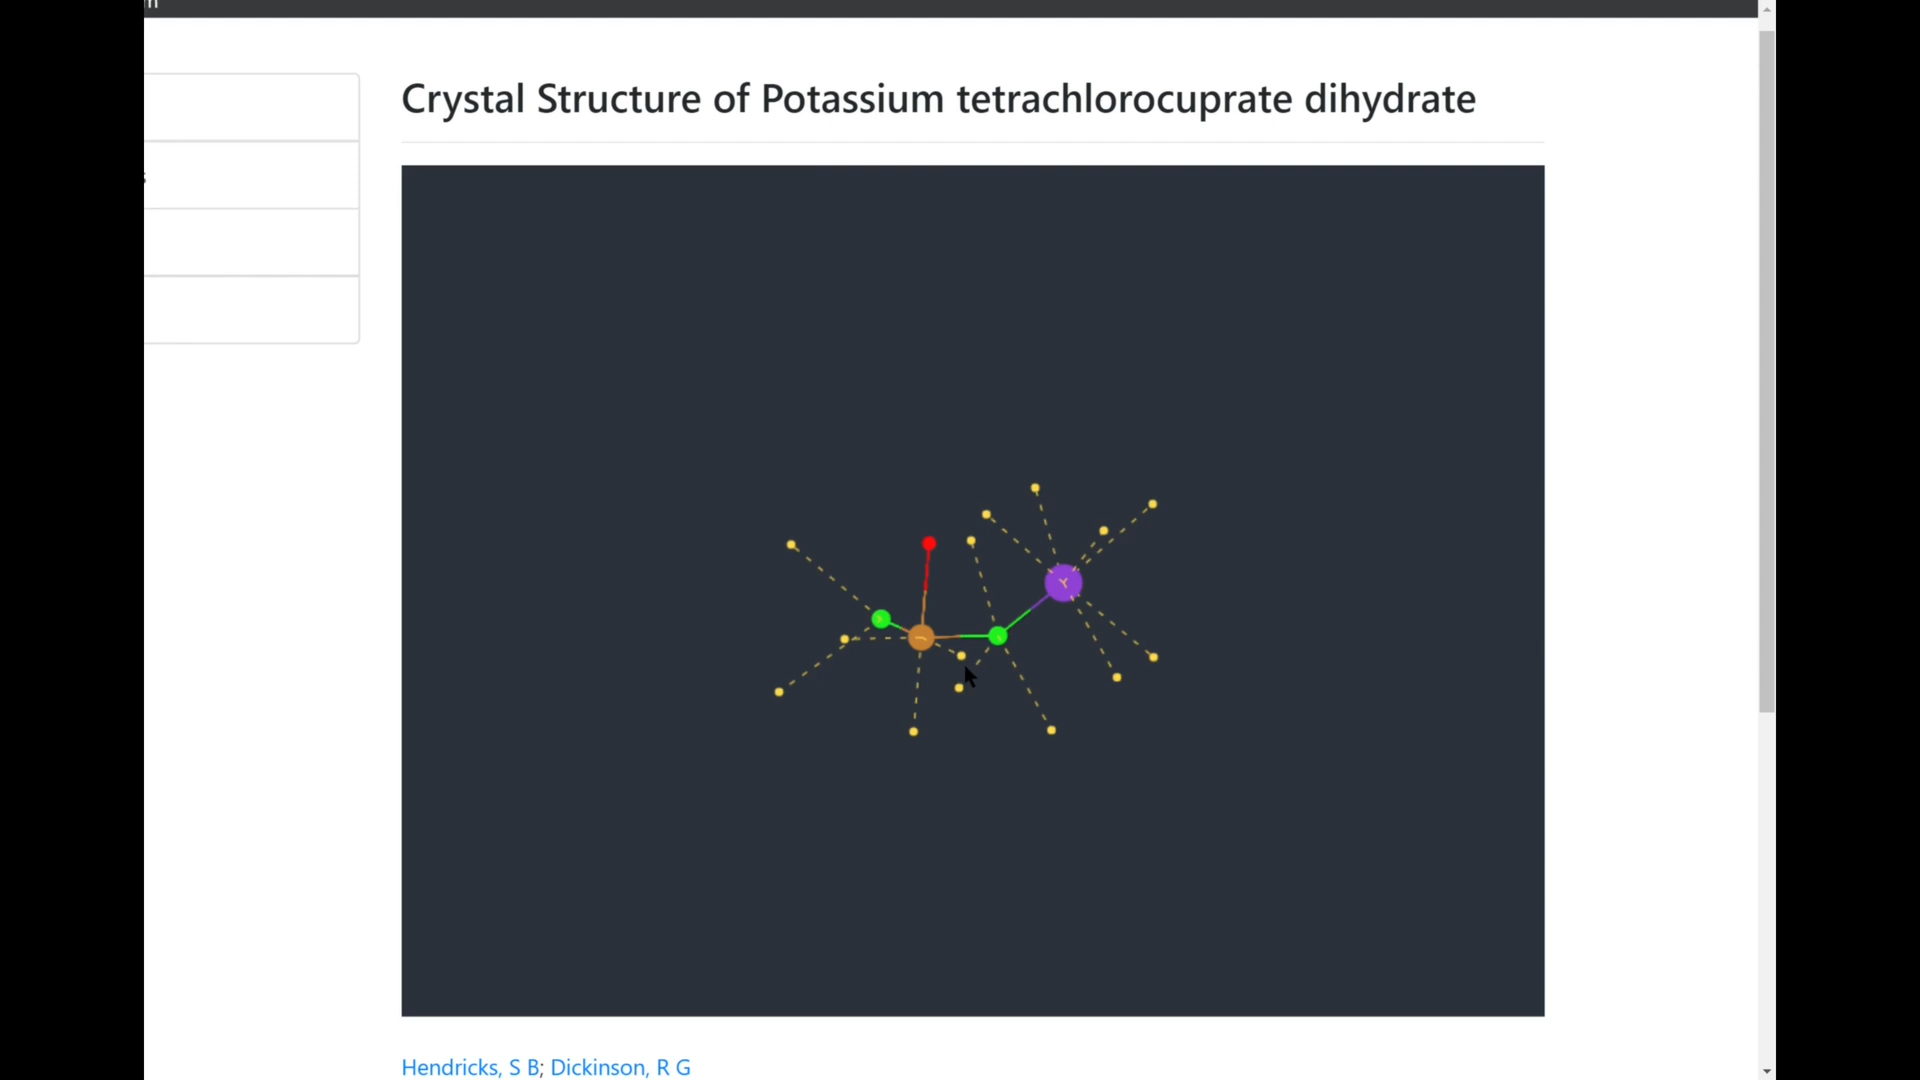 Crystal Structure of Potassium tetrachlorocuprate dihydrate
Hendricks, S B; Dickinson, R G